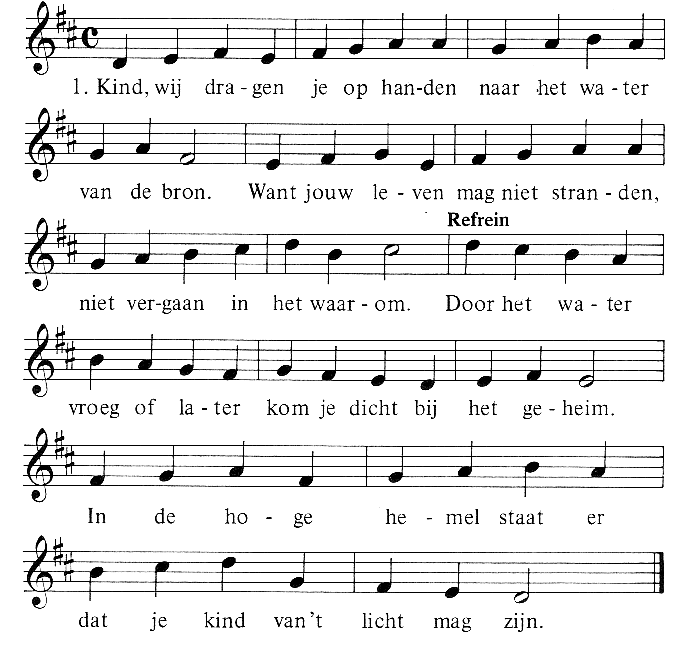 1. Kind, wij dra - gen je op han-den naar het wa - ter
van de bron. Want jouw le - ven mag niet stran - den,
Refrein
niet ver-gaan in het waar - om. Door het wa - ter
vroeg of la - ter kom je dicht bij het ge - heim.
In de ho - ge he - mel staat er
dat je kind van't licht mag zijn.